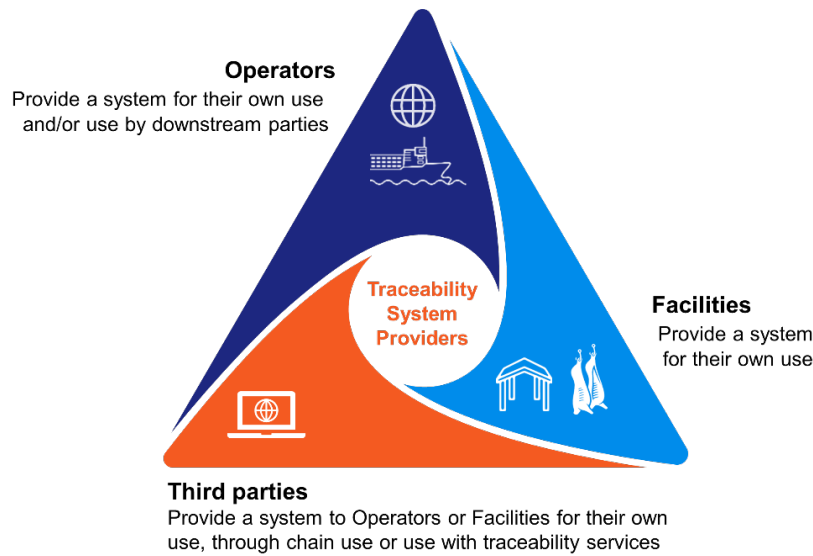 Operators
Provide a system for their own use
and/or use by downstream parties
Traceability
System
Providers
Facilities
Provide a system
for their own use
Third parties
Provide a system to Operators or Facilities for their own
use, through chain use or use with traceability services